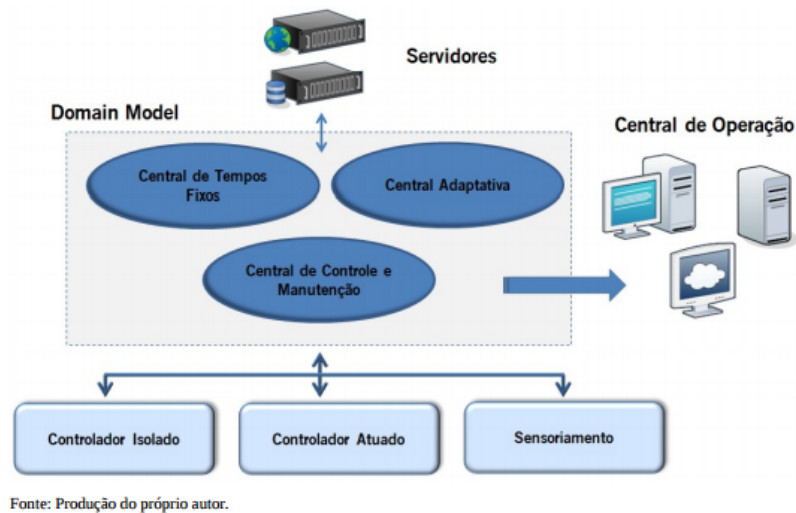 Servidores
Domain Model
Central de Operação
Central de Tempos
Fixos
Central Adaptativa
Central de Controle e
Manutenção
Controlador Isolado
Controlador Atuado
Sensoriamento
Fonte: Produção do próprio autor.